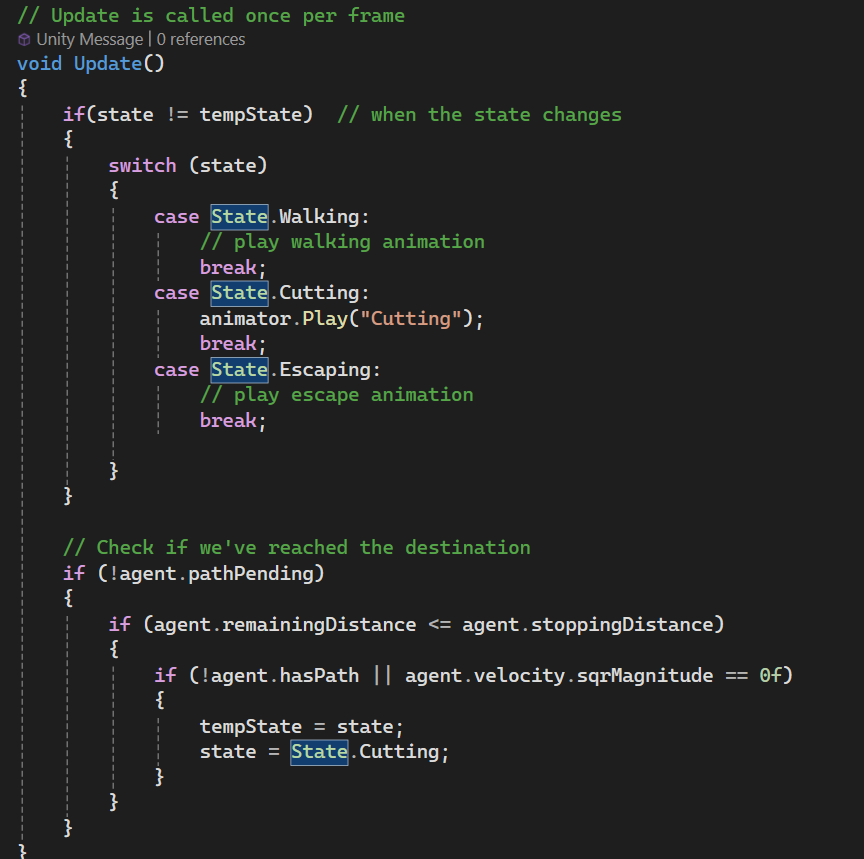 // Update is called once per frame
Unity Message | 0 references
void Update()
{
if(state != tempState)  // when the state changes
{
switch (state)
{
case State.Walking:
// play walking animation
break;
case State.Cutting:
animator.Play("Cutting");
break;
case State.Escaping:
// play escape animation
break;
}
}
// Check if we've reached the destination
if (!agent.pathPending)
{
if (agent.remainingDistance <= agent.stoppingDistance)
{
if (!agent.hasPath || agent.velocity.sqrMagnitude == 0f)
{
tempState = state;
state = State.Cutting;
}
}
}
}